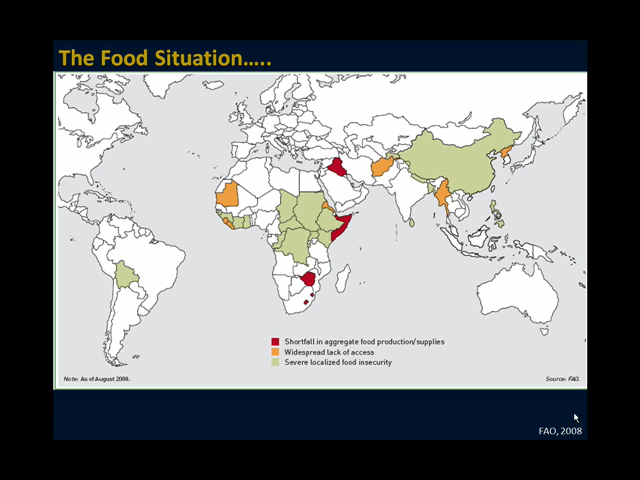 The Food Situation.....
Shortfall in aggregate food production/supplies
Widespread lack of access
Severe localized food insecurity
Note: As of August 2008.
Source: FAO.
FAO, 2008